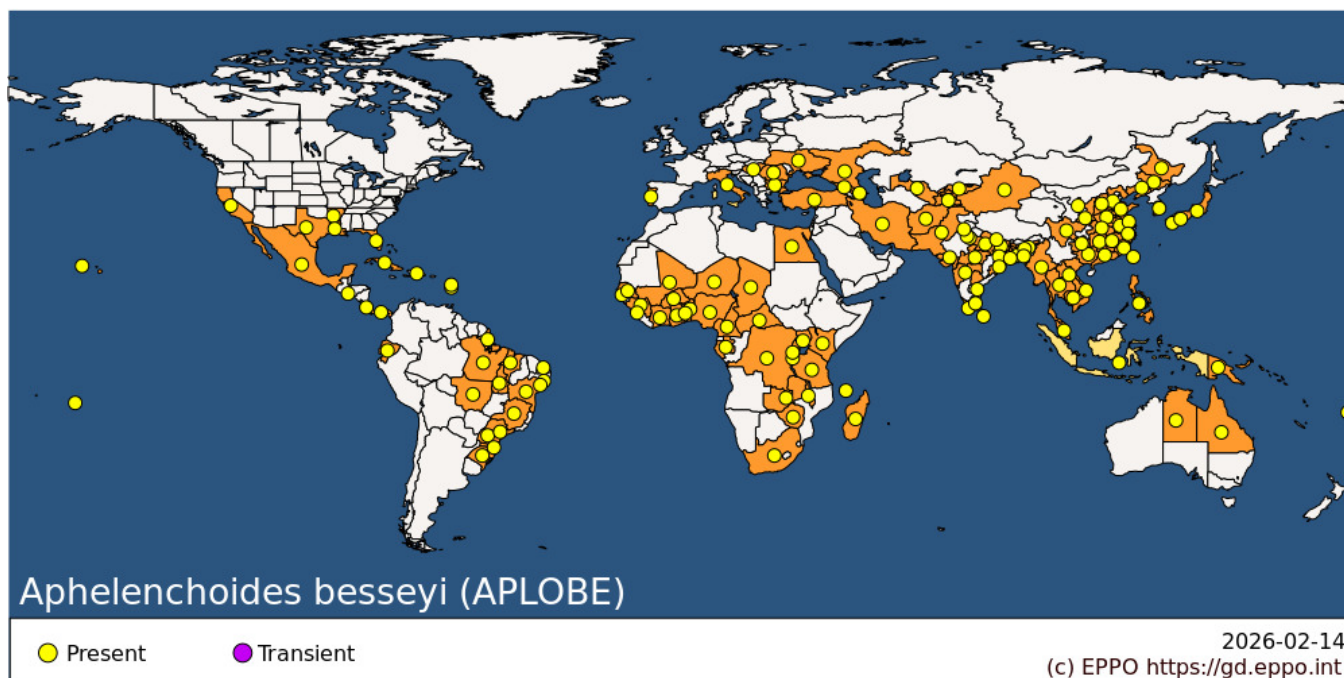 Aphelenchoides besseyi (APLOBE)
Present
Transient
2026-02-14
(c) EPPO https://gd.eppo.int